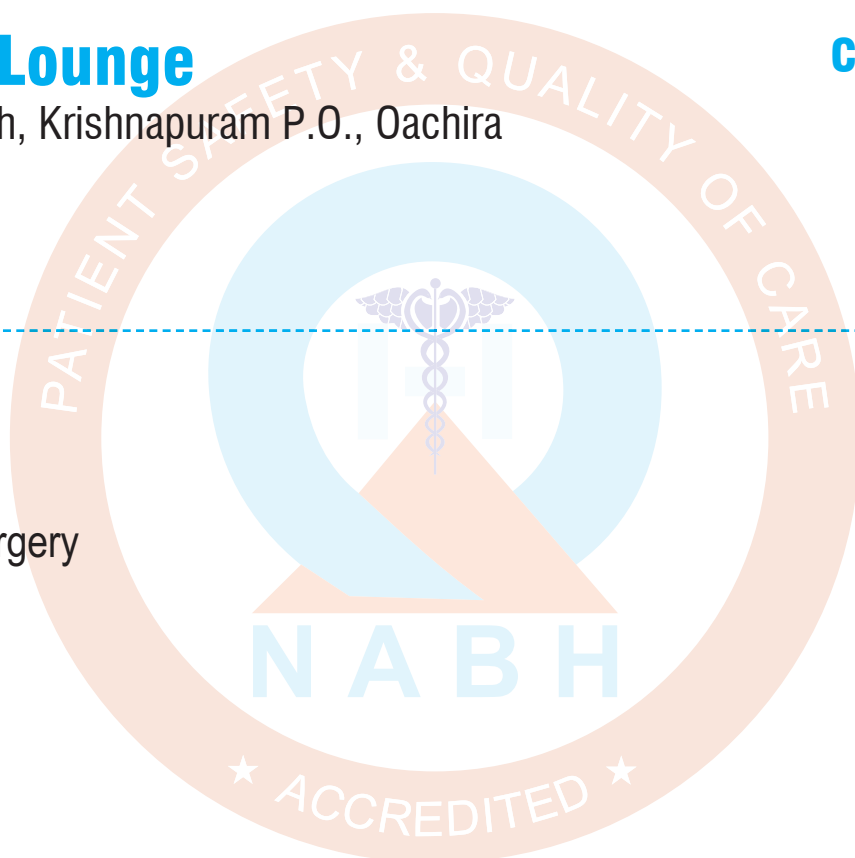 Lounge
c
h, Krishnapuram P.O., Oachira
PATIENT SAFETY & QUALITY OF CARE
rgery
NABH
ACCREDITED